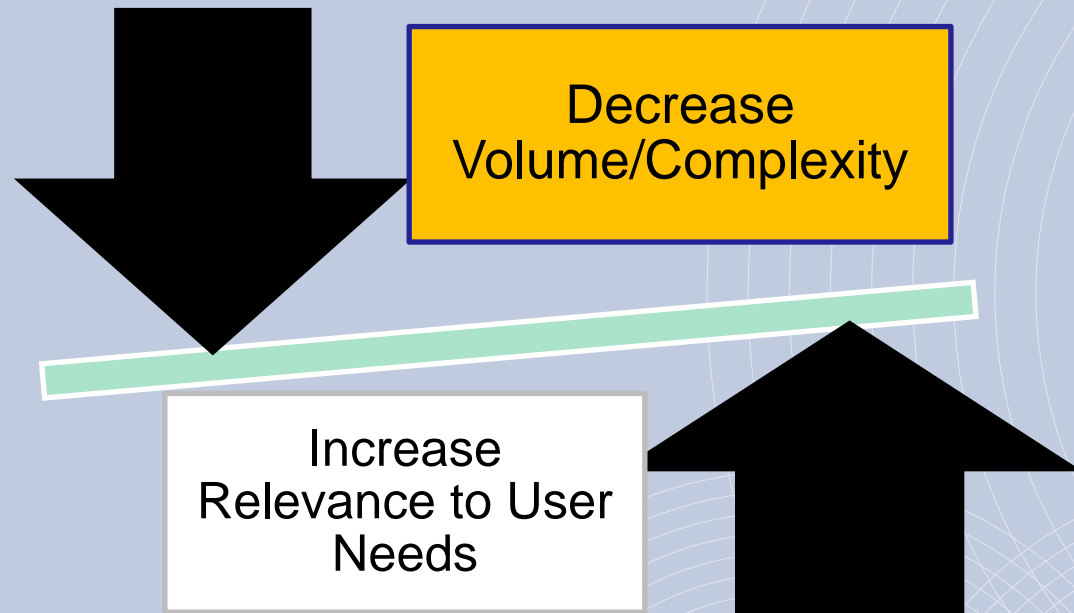 Decrease
Volume/Complexity
Increase
Relevance to User
Needs